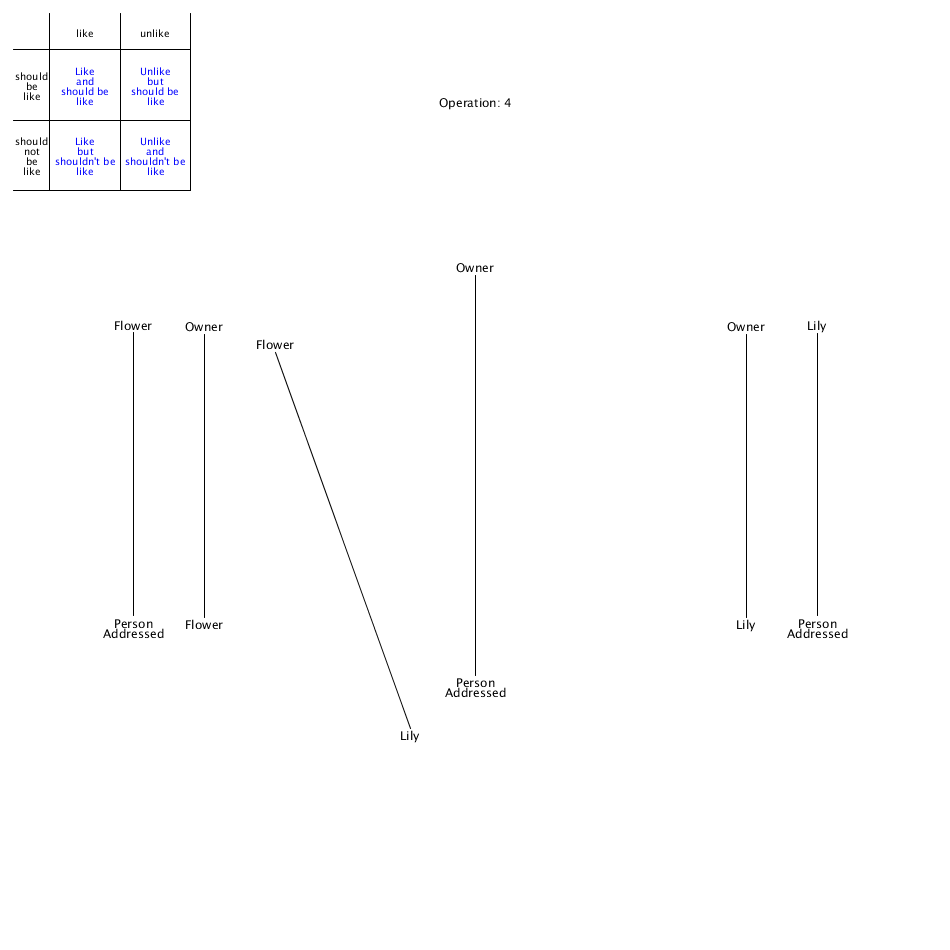 like unlike
should
be
like
Like
and
should be
like
Unlike
but
should be
like
should
not
be
like
Like
but
shouldn't be
like
Unlike
and
shouldn't be
like
Operation: 4
Owner
Flower Owner
Flower
Owner Lily
Person
Addressed
Flower
Lily
Person
Addressed
Person
Addressed
Lily